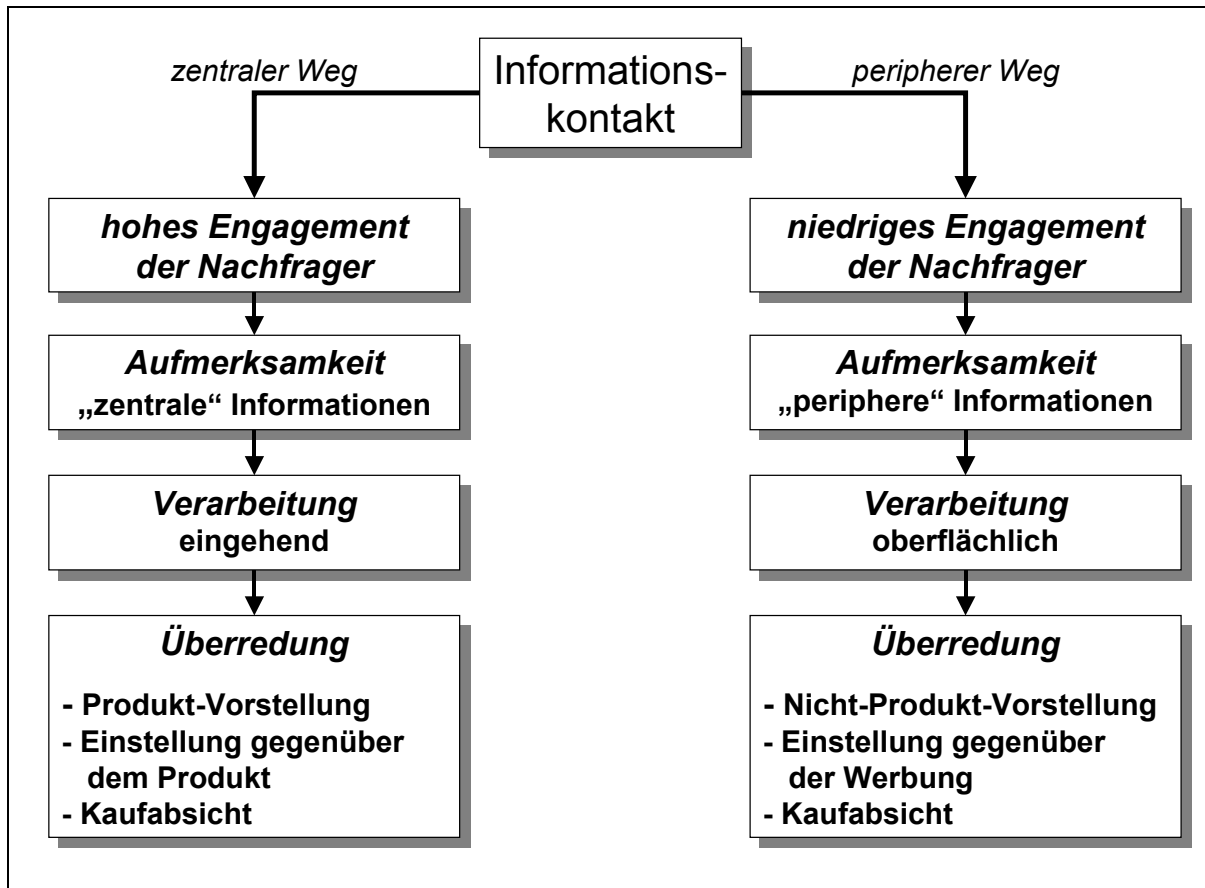 zentraler Weg
Informations-
kontakt
peripherer Weg
hohes Engagement
der Nachfrager
Aufmerksamkeit
„zentrale“ Informationen
Verarbeitung
eingehend
Überredung
- Produkt-Vorstellung
- Einstellung gegenüber
dem Produkt
- Kaufabsicht
niedriges Engagement
der Nachfrager
Aufmerksamkeit
„periphere“ Informationen
Verarbeitung
oberflächlich
Überredung
- Nicht-Produkt-Vorstellung
- Einstellung gegenüber
der Werbung
- Kaufabsicht